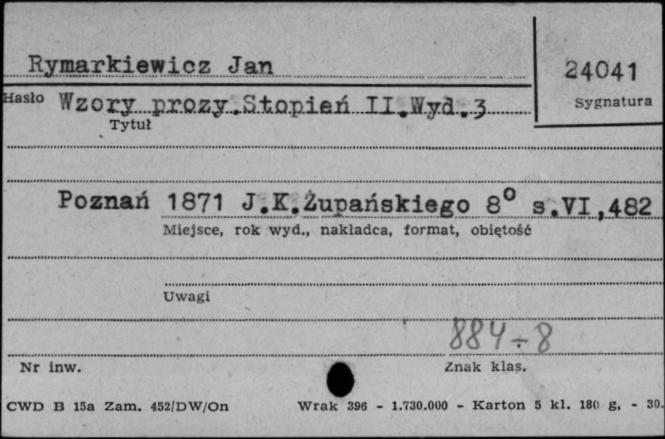 Rymarkiewicz Jan
24041
Sygnatura
Hasło Wzory prozy.Stopień II.Wyd.3
Tytuł
Poznań 1871 J.K.Żupańskiego 8° s.VI,482
Miejsce, rok wyd., nakładca, format, objętość
Uwagi
884-8
Nr inw.
Znak klas.
CWD B 15a Zam. 452/DW/On Wrak 396 - 1.730.000 - Karton 5 kl. 180 g. - 30.